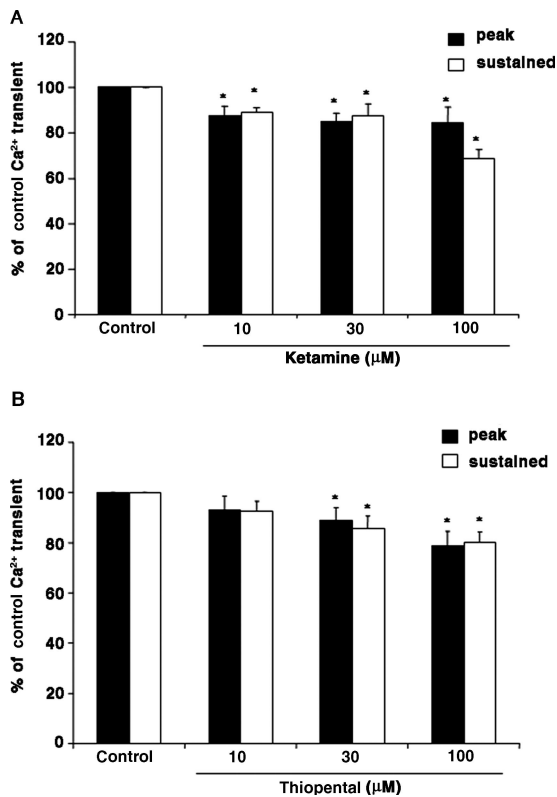 A
% of control Ca²⁺ transient
120
100
80
60
40
20
0
peak
sustained
* * * * * *
Control 10 30 100
Ketamine (μM)
B
% of control Ca²⁺ transient
120
100
80
60
40
20
0
peak
sustained
* * * *
Control 10 30 100
Thiopental (μM)